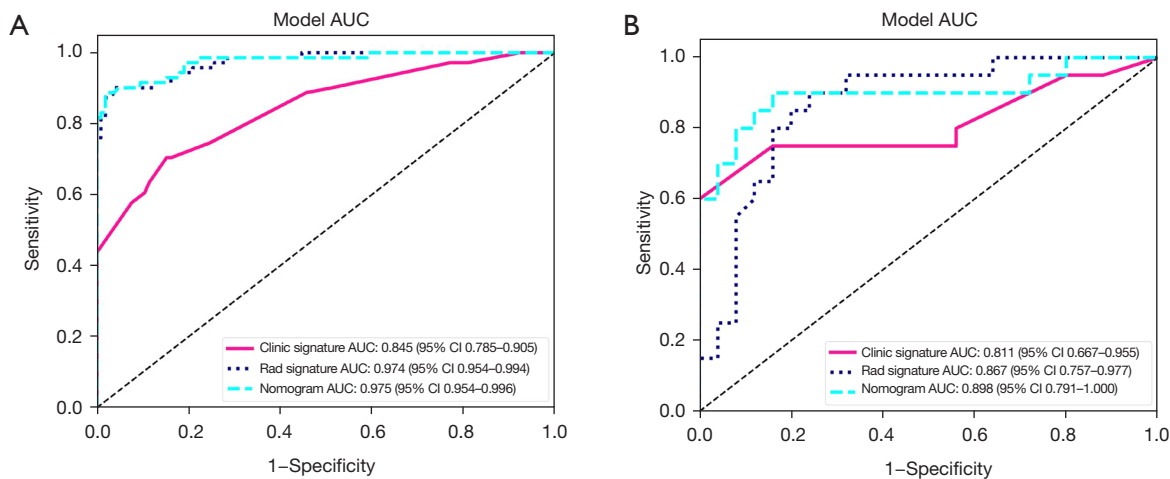 A
Model AUC
1.0
0.8
0.6
0.4
0.2
0.0
Sensitivity
Clinic signature AUC: 0.845 (95% CI 0.785–0.905)
Rad signature AUC: 0.974 (95% CI 0.954–0.994)
Nomogram AUC: 0.975 (95% CI 0.954–0.996)
0.0 0.2 0.4 0.6 0.8 1.0
1–Specificity
B
Model AUC
1.0
0.8
0.6
0.4
0.2
0.0
Sensitivity
Clinic signature AUC: 0.811 (95% CI 0.667–0.955)
Rad signature AUC: 0.867 (95% CI 0.757–0.977)
Nomogram AUC: 0.898 (95% CI 0.791–1.000)
0.0 0.2 0.4 0.6 0.8 1.0
1–Specificity